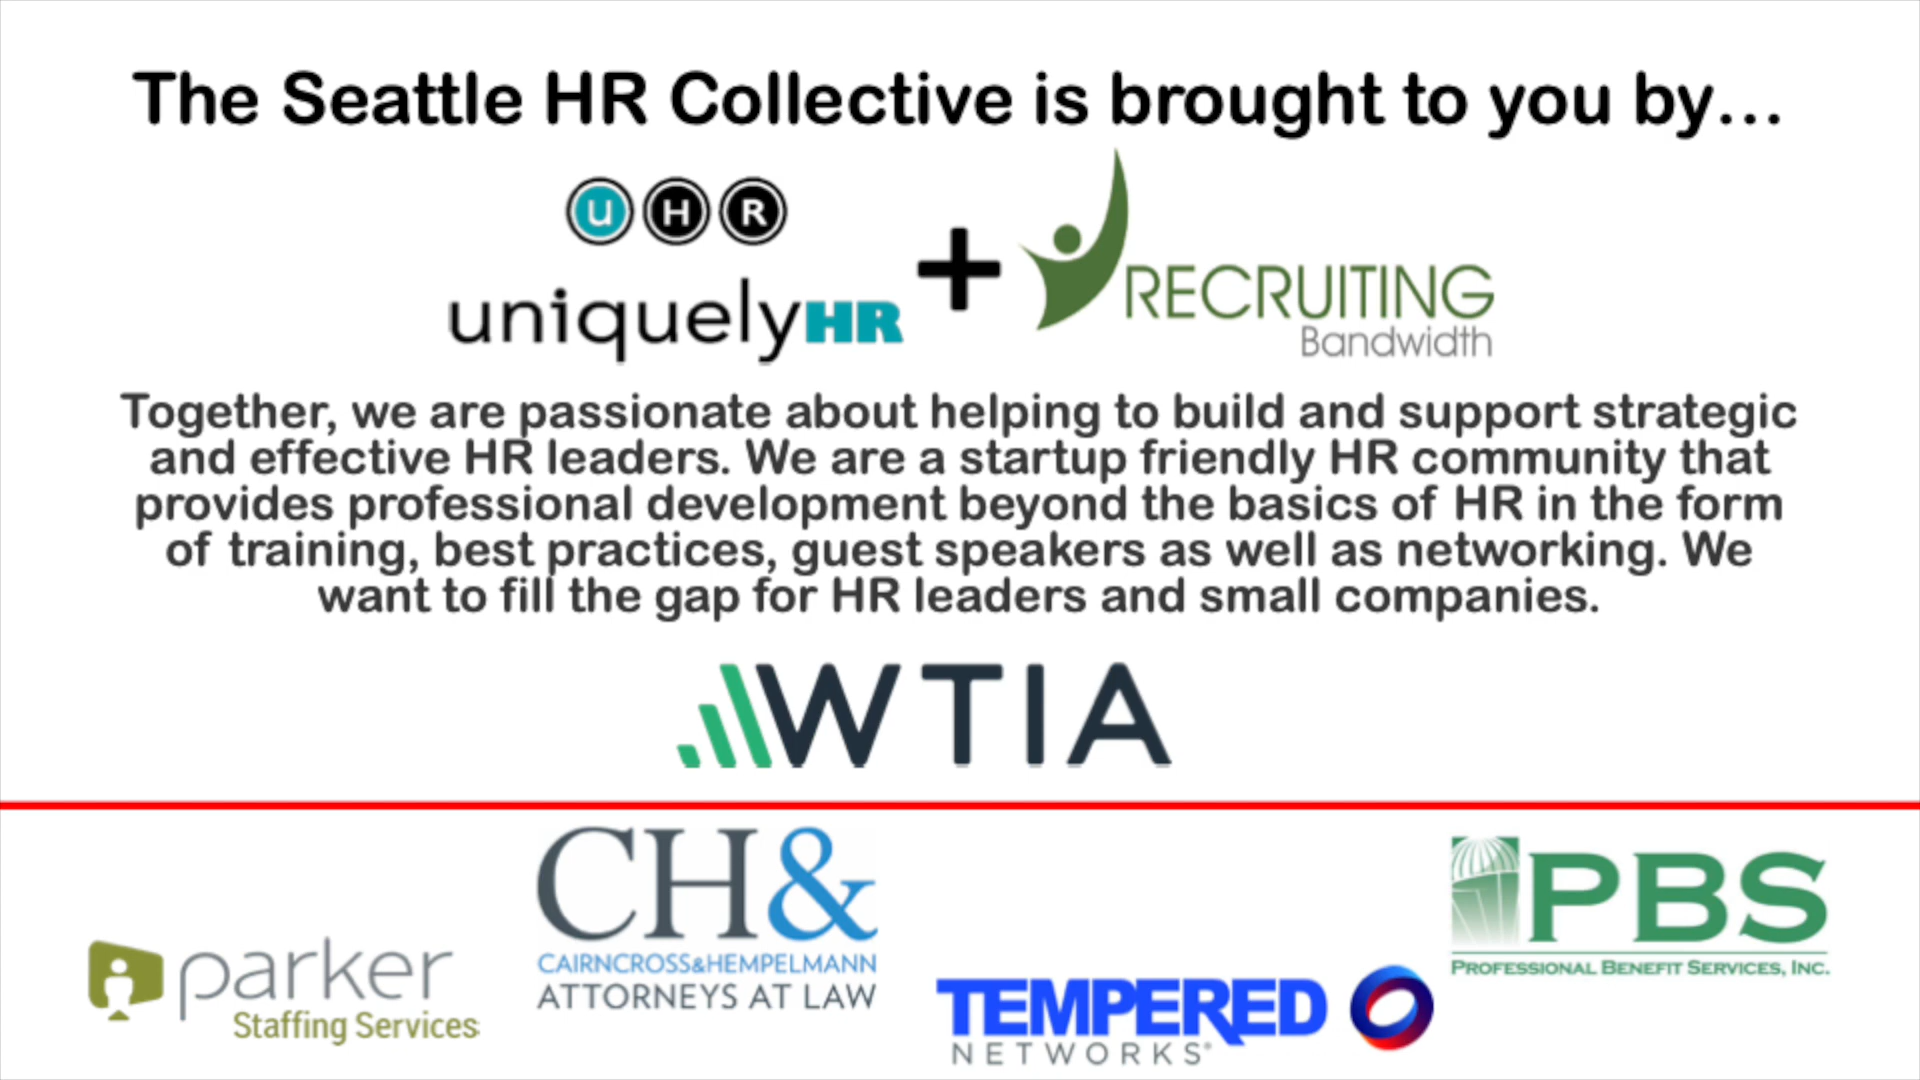 The Seattle HR Collective is brought to you by...
U H R
uniquelyHR
+
RECRUITING
Bandwidth
Together, we are passionate about helping to build and support strategic
and effective HR leaders. We are a startup friendly HR community that
provides professional development beyond the basics of HR in the form
of training, best practices, guest speakers as well as networking. We
want to fill the gap for HR leaders and small companies.
WTIA
parker
Staffing Services
CH&
CAIRNCROSS&HEMPELMANN
ATTORNEYS AT LAW
TEMPERED
NETWORKS®
PBS
PROFESSIONAL BENEFIT SERVICES, INC.